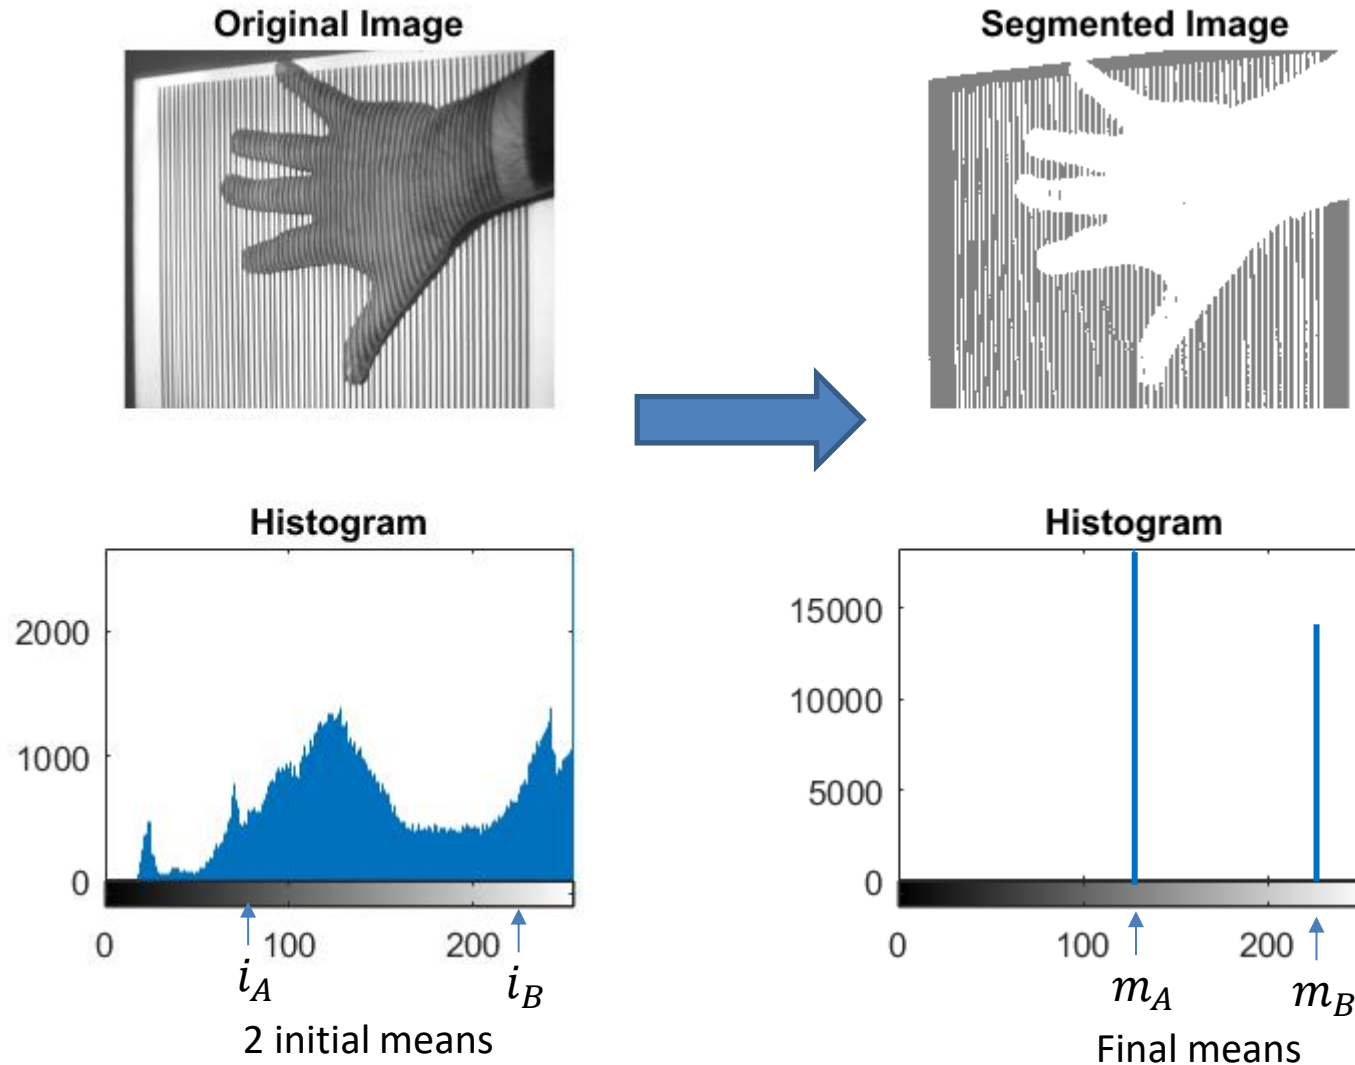 Original Image
Segmented Image
Histogram
2000
1000
0
0 100 200
i_A
i_B
2 initial means
Histogram
15000
10000
5000
0
0 100 200
m_A
m_B
Final means